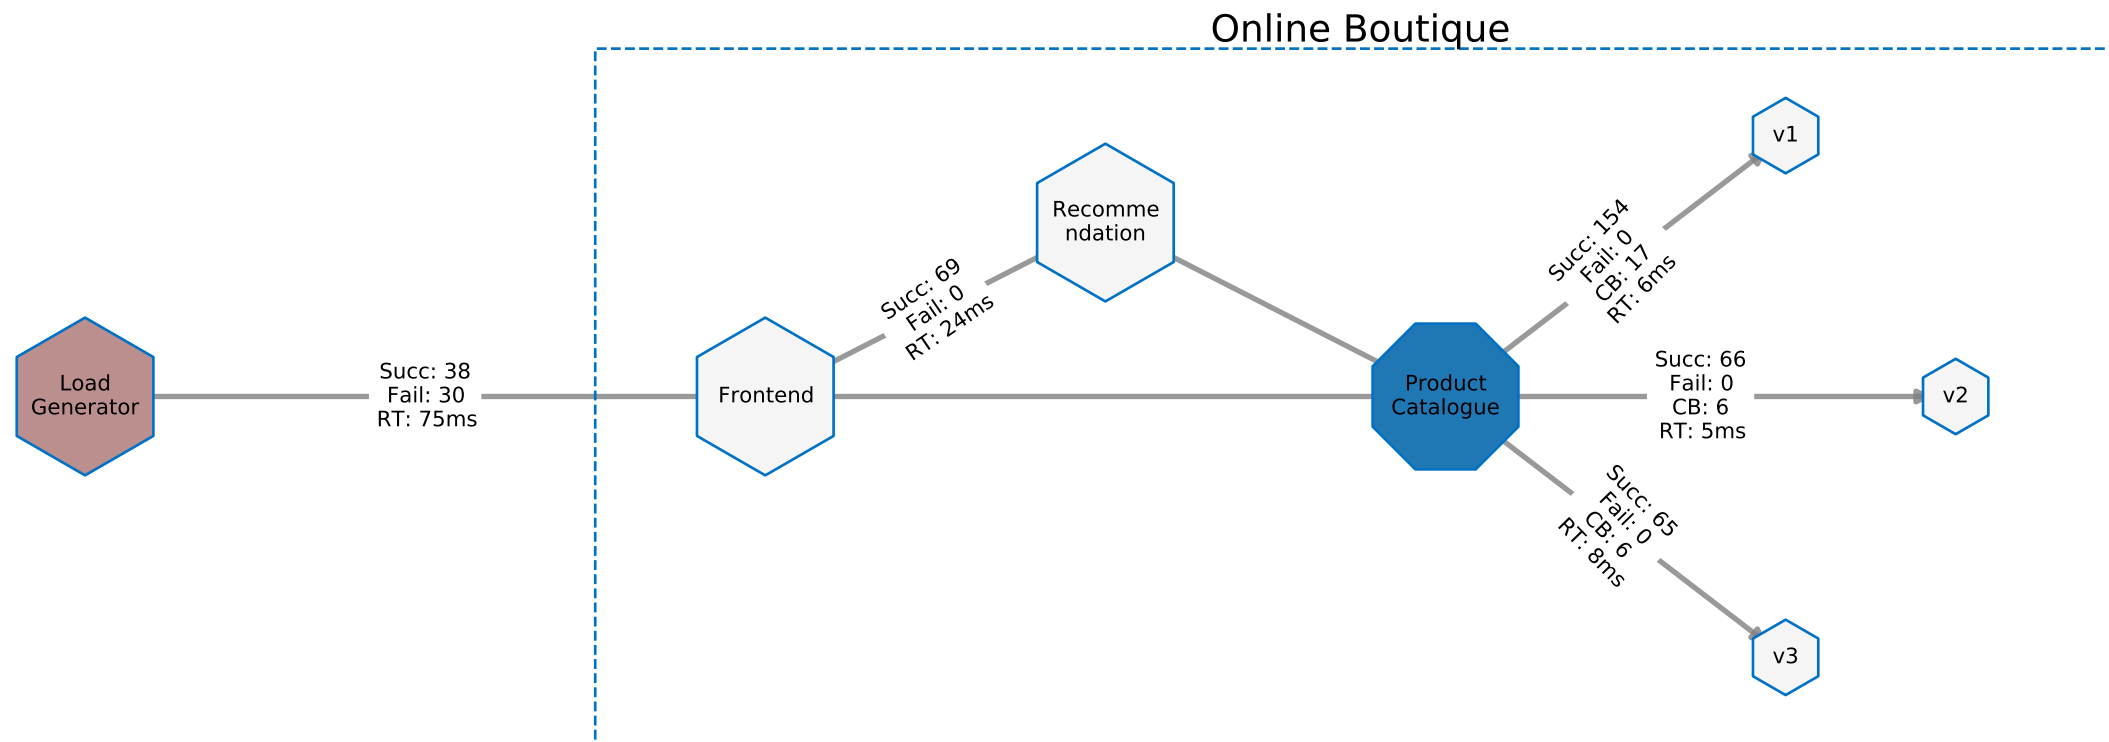 Online Boutique
Load
Generator
Succ: 38
Fail: 30
RT: 75ms
Frontend
Succ: 69
Fail: 0
RT: 24ms
Recomme
ndation
Product
Catalogue
Succ: 154
Fail: 0
CB: 17
RT: 6ms
v1
Succ: 66
Fail: 0
CB: 6
RT: 5ms
v2
Succ: 65
Fail: 0
CB: 6
RT: 8ms
v3